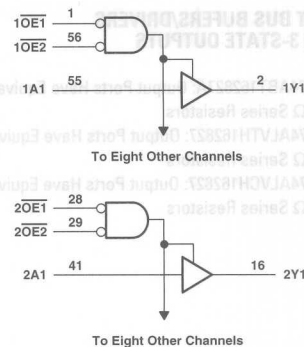 1OE1 1
1OE2 56
1A1 55 2 1Y1
To Eight Other Channels
2OE1 28
2OE2 29
2A1 41 16 2Y1
To Eight Other Channels